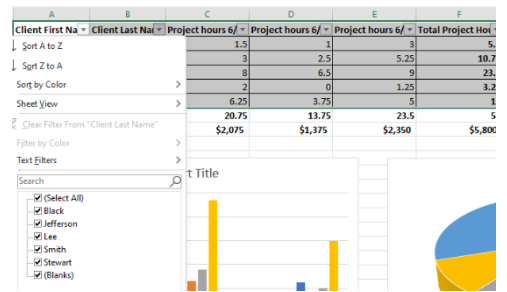 A B C D E F
Client First Na Client Last Nar Project hours 6/ Project hours 6/ Project hours 6/ Total Project Hou
Sort A to Z 1.5 1 3 5.
Sort Z to A 3 2.5 5.25 10.7
8 6.5 9 23.
Sort by Color 2 0 1.25 3.2
Sheet View 6.25 3.75 5 1
20.75 13.75 23.5 5
Clear Filter From "Client Last Name" $2,075 $1,375 $2,350 $5,800
Filter by Color
Text Filters
t Title
Search
(Select All)
Black
Jefferson
Lee
Smith
Stewart
(Blanks)